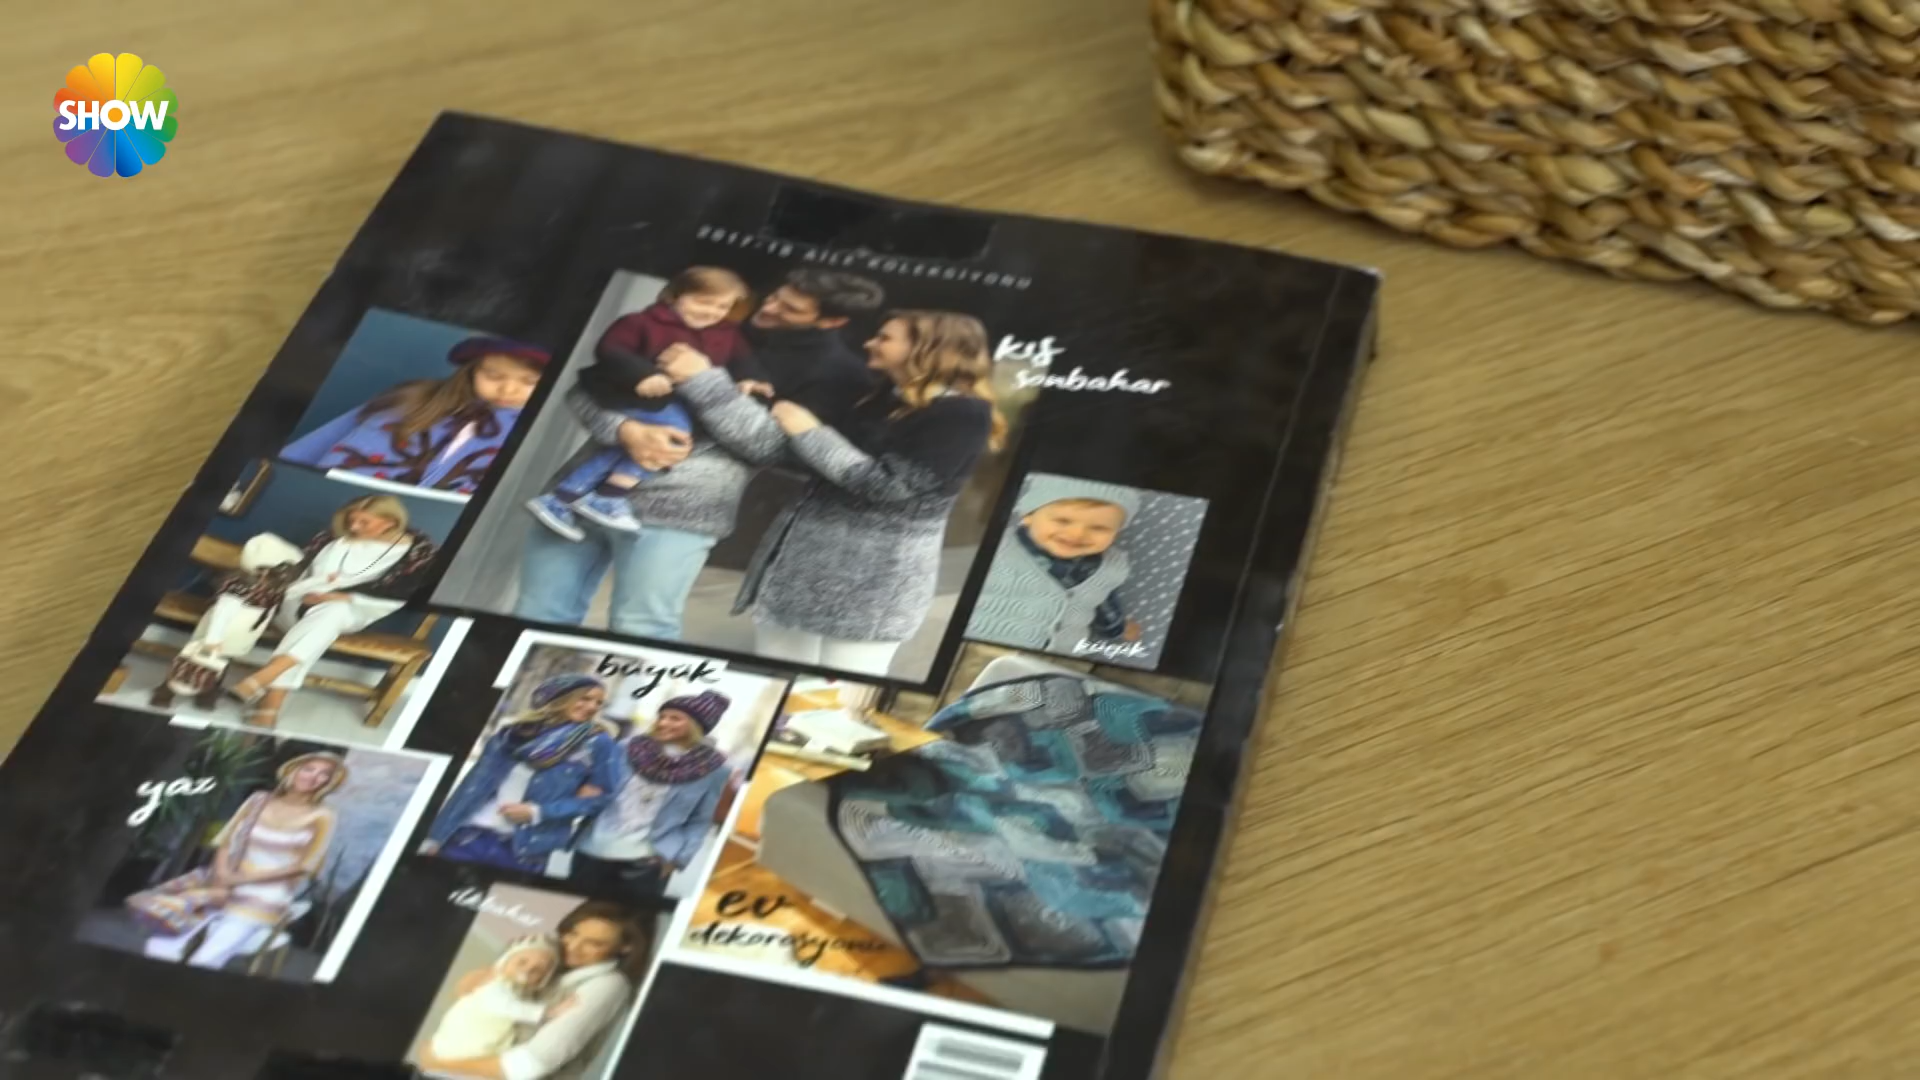 SHOW
2017-18 AİLE KOLEKSİYONU
kış
sonbahar
küçük
büyük
yaz
ilkbahar
ev
dekorasyonu